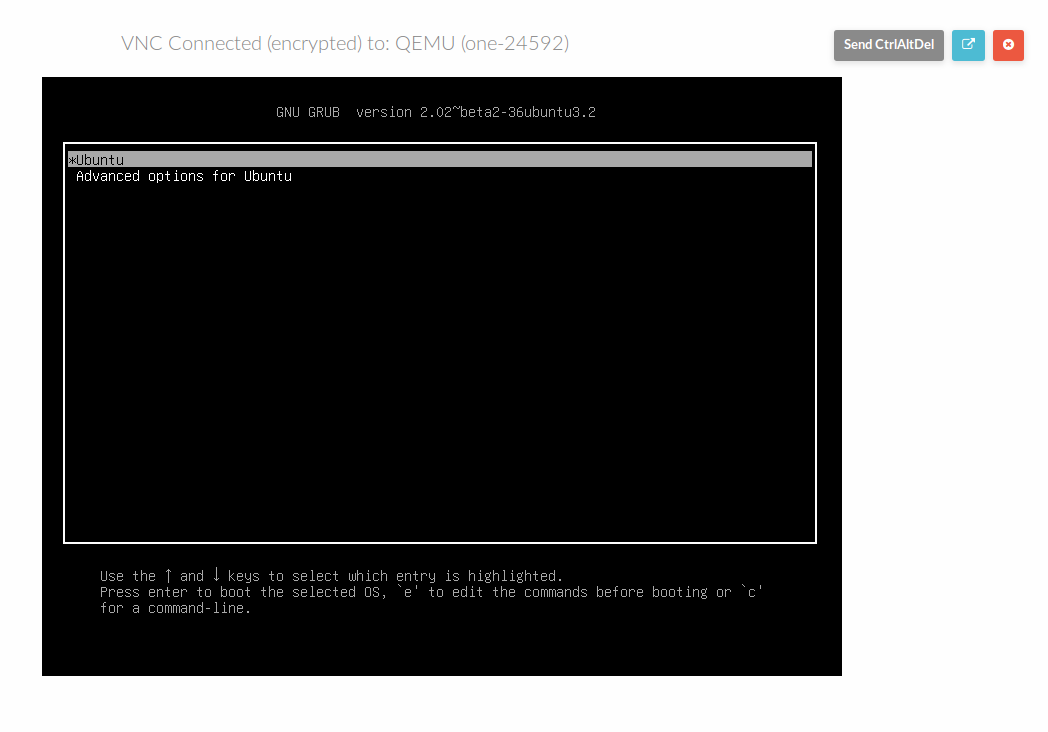 VNC Connected (encrypted) to: QEMU (one-24592)
Send CtrlAltDel
GNU GRUB  version 2.02~beta2-36ubuntu3.2
*Ubuntu
Advanced options for Ubuntu
Use the ↑ and ↓ keys to select which entry is highlighted.
Press enter to boot the selected OS, `e' to edit the commands before booting or `c'
for a command-line.